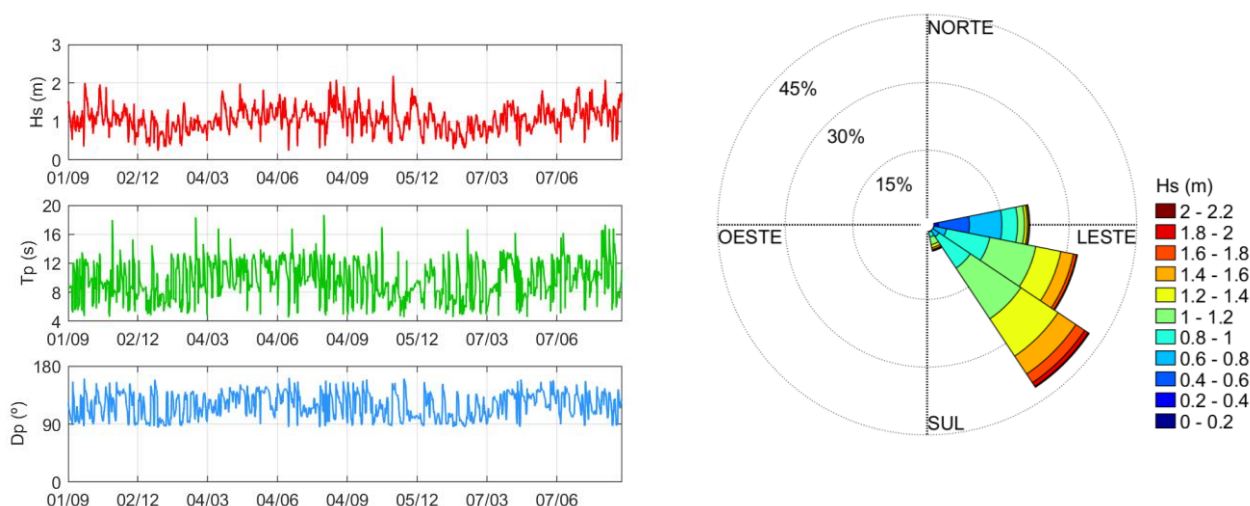 3
2
1
0
Hs (m)
01/09 02/12 04/03 04/06 04/09 05/12 07/03 07/06
20
16
12
8
4
Tp (s)
01/09 02/12 04/03 04/06 04/09 05/12 07/03 07/06
180
90
0
Dp (°)
01/09 02/12 04/03 04/06 04/09 05/12 07/03 07/06
NORTE
45%
30%
15%
OESTE
LESTE
SUL
Hs (m)
2 - 2.2
1.8 - 2
1.6 - 1.8
1.4 - 1.6
1.2 - 1.4
1 - 1.2
0.8 - 1
0.6 - 0.8
0.4 - 0.6
0.2 - 0.4
0 - 0.2